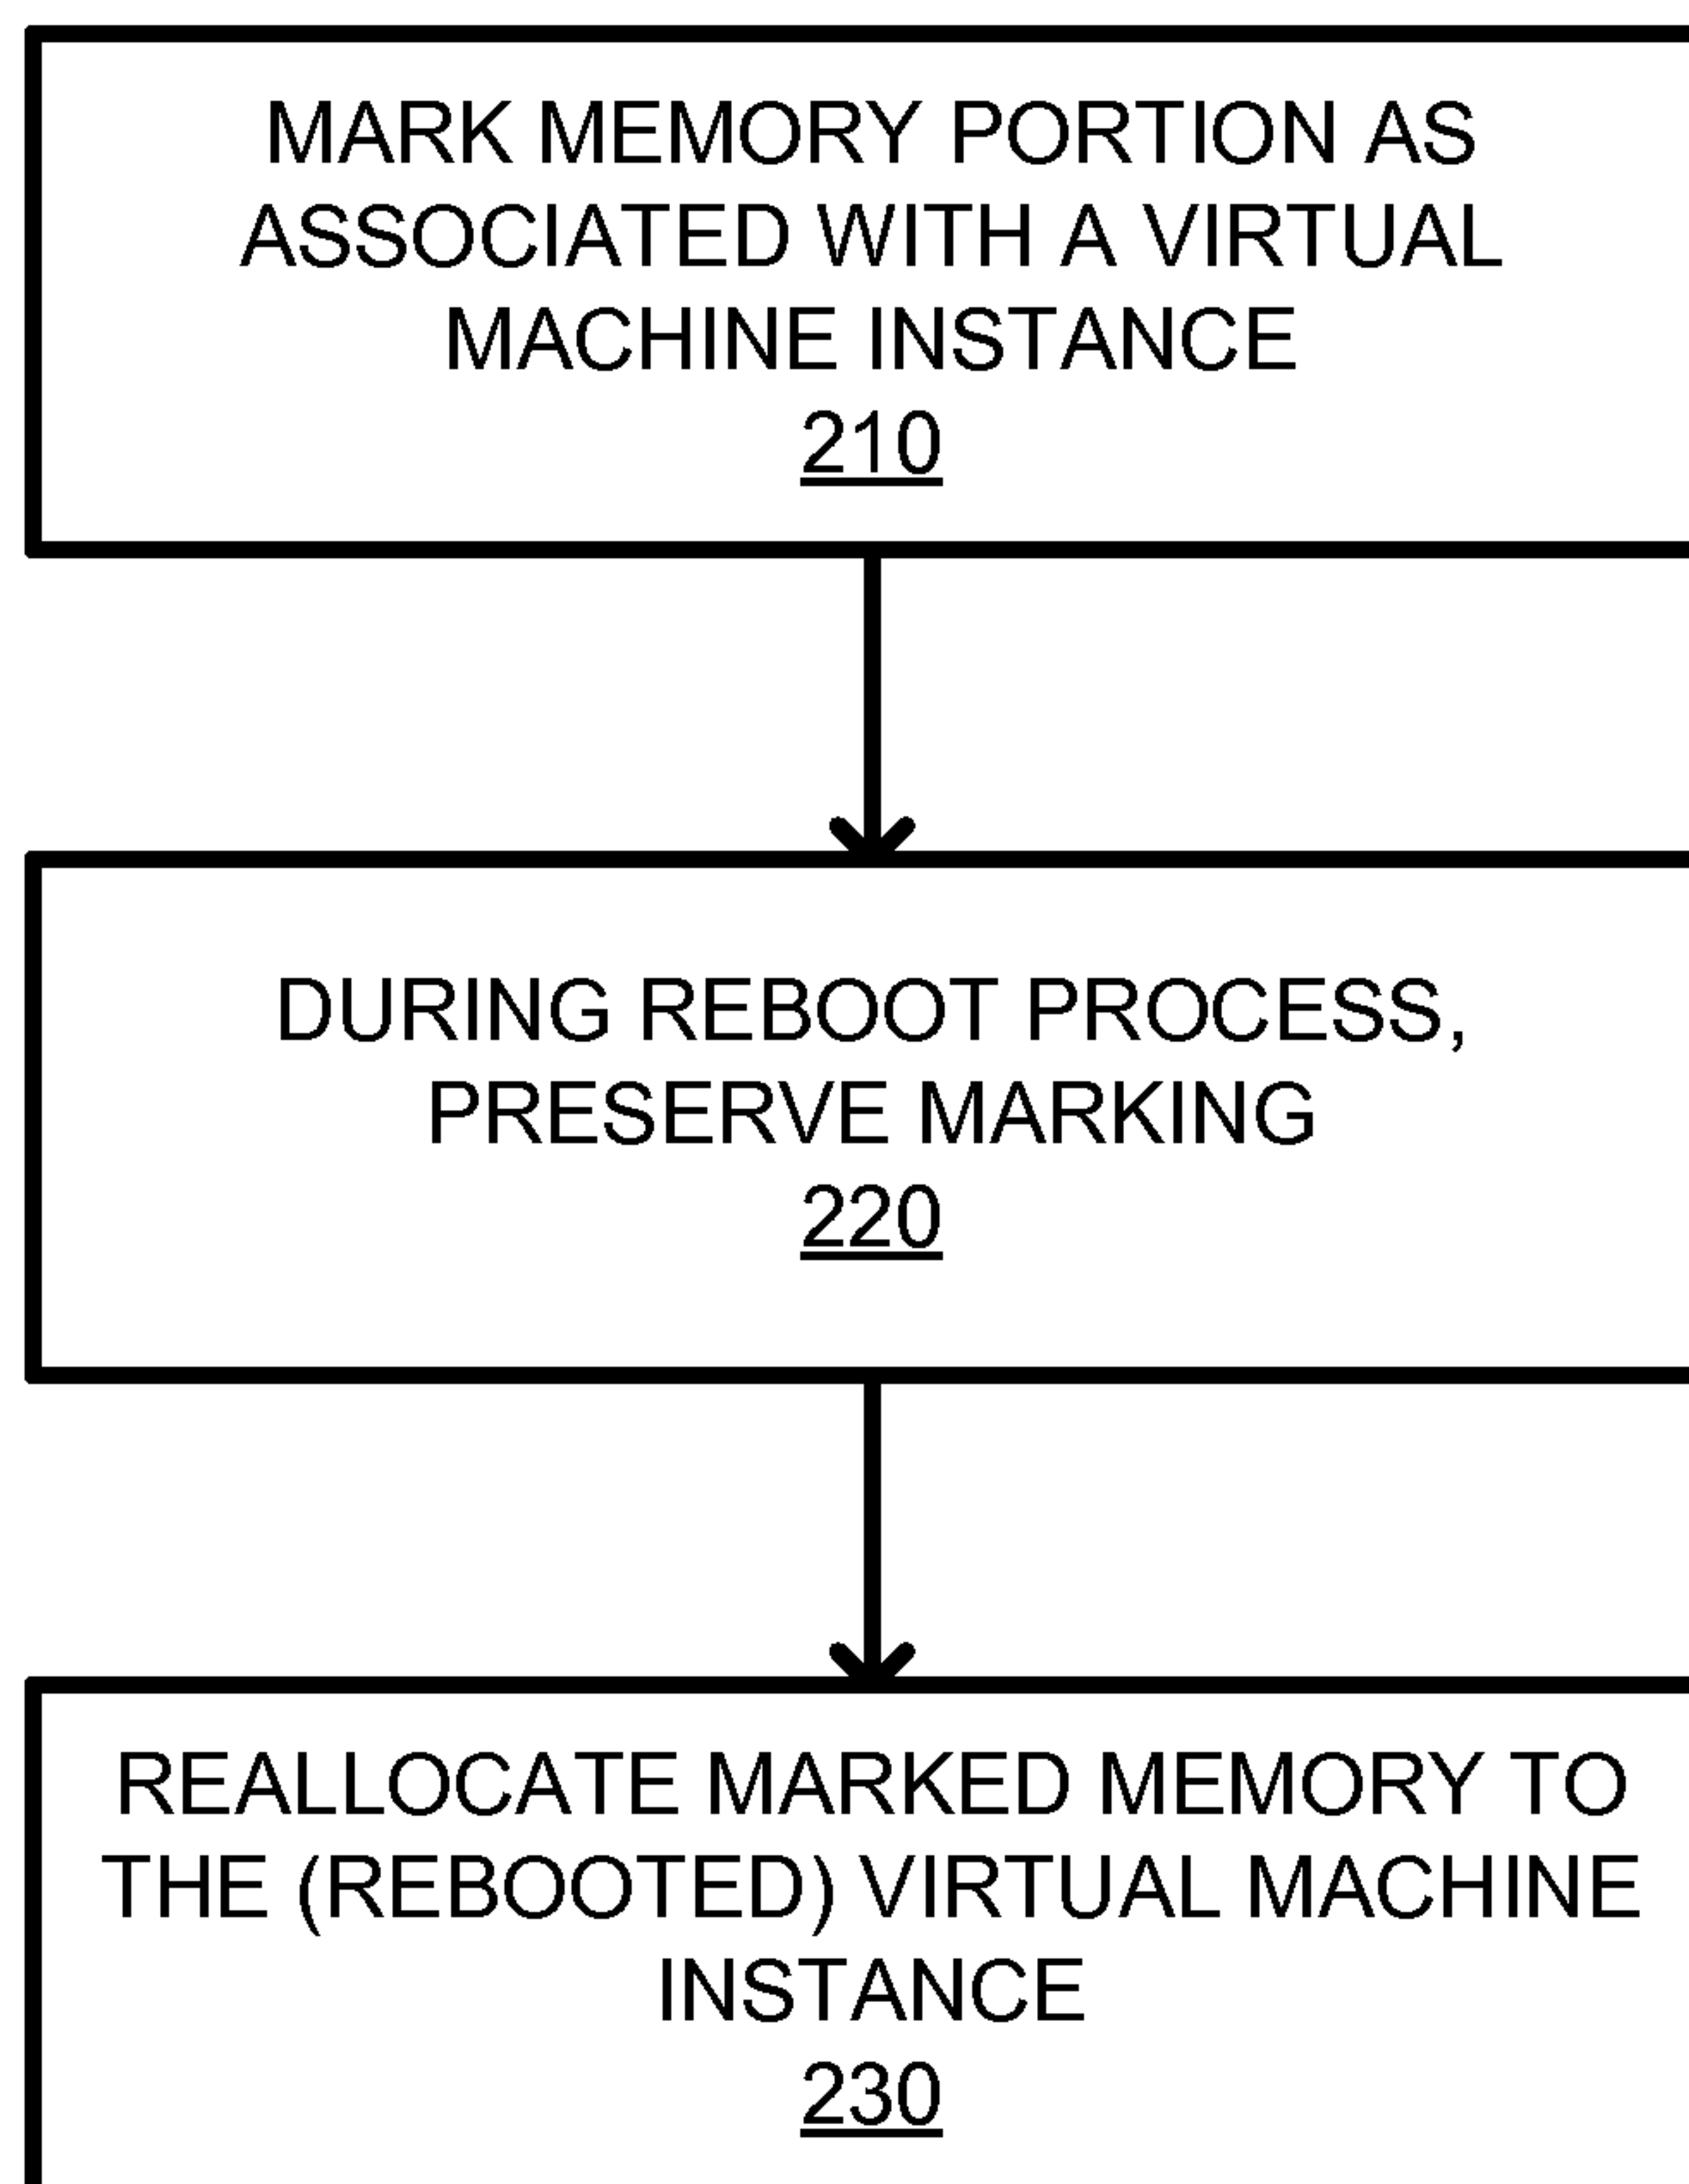 MARK MEMORY PORTION AS
ASSOCIATED WITH A VIRTUAL
MACHINE INSTANCE
210
DURING REBOOT PROCESS,
PRESERVE MARKING
220
REALLOCATE MARKED MEMORY TO
THE (REBOOTED) VIRTUAL MACHINE
INSTANCE
230